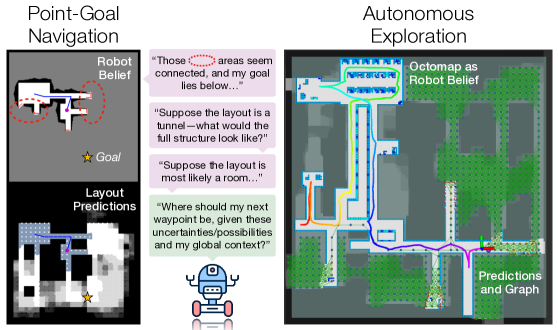 Point-Goal
Navigation
Robot
Belief
Goal
Layout
Predictions
“Those areas seem
connected, and my goal
lies below…”
“Suppose the layout is a
tunnel—what would the
full structure look like?”
“Suppose the layout is
most likely a room…”
“Where should my next
waypoint be, given these
uncertainties/possibilities
and my global context?”
Autonomous
Exploration
Octomap as
Robot Belief
Predictions
and Graph